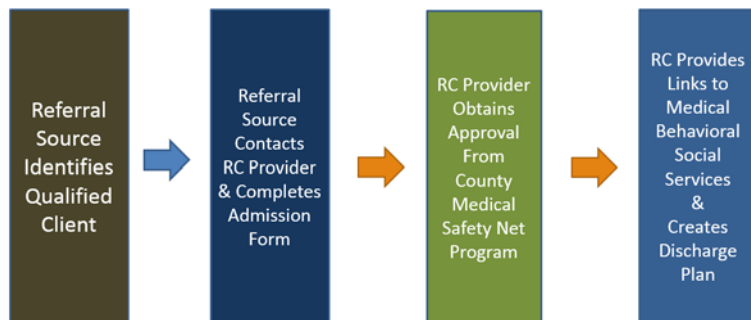 Referral
Source
Identifies
Qualified
Client
Referral
Source
Contacts
RC Provider
& Completes
Admission
Form
RC Provider
Obtains
Approval
From
County
Medical
Safety Net
Program
RC Provides
Links to
Medical
Behavioral
Social
Services
&
Creates
Discharge
Plan